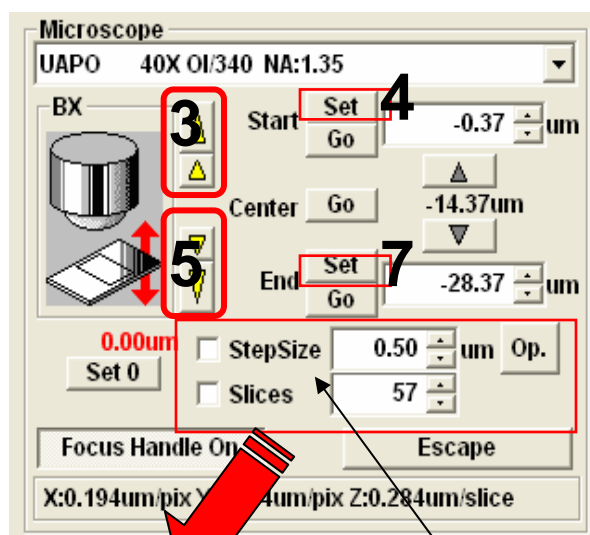 Microscope
UAPO 40X OI/340 NA:1.35
BX
3
Start Set 4 -0.37 um
Go
Center Go -14.37um
5
End Set 7 -28.37 um
Go
0.00um StepSize 0.50 um Op.
Set 0 Slices 57
Focus Handle On Escape
X:0.194um/pix Y 4um/pix Z:0.284um/slice